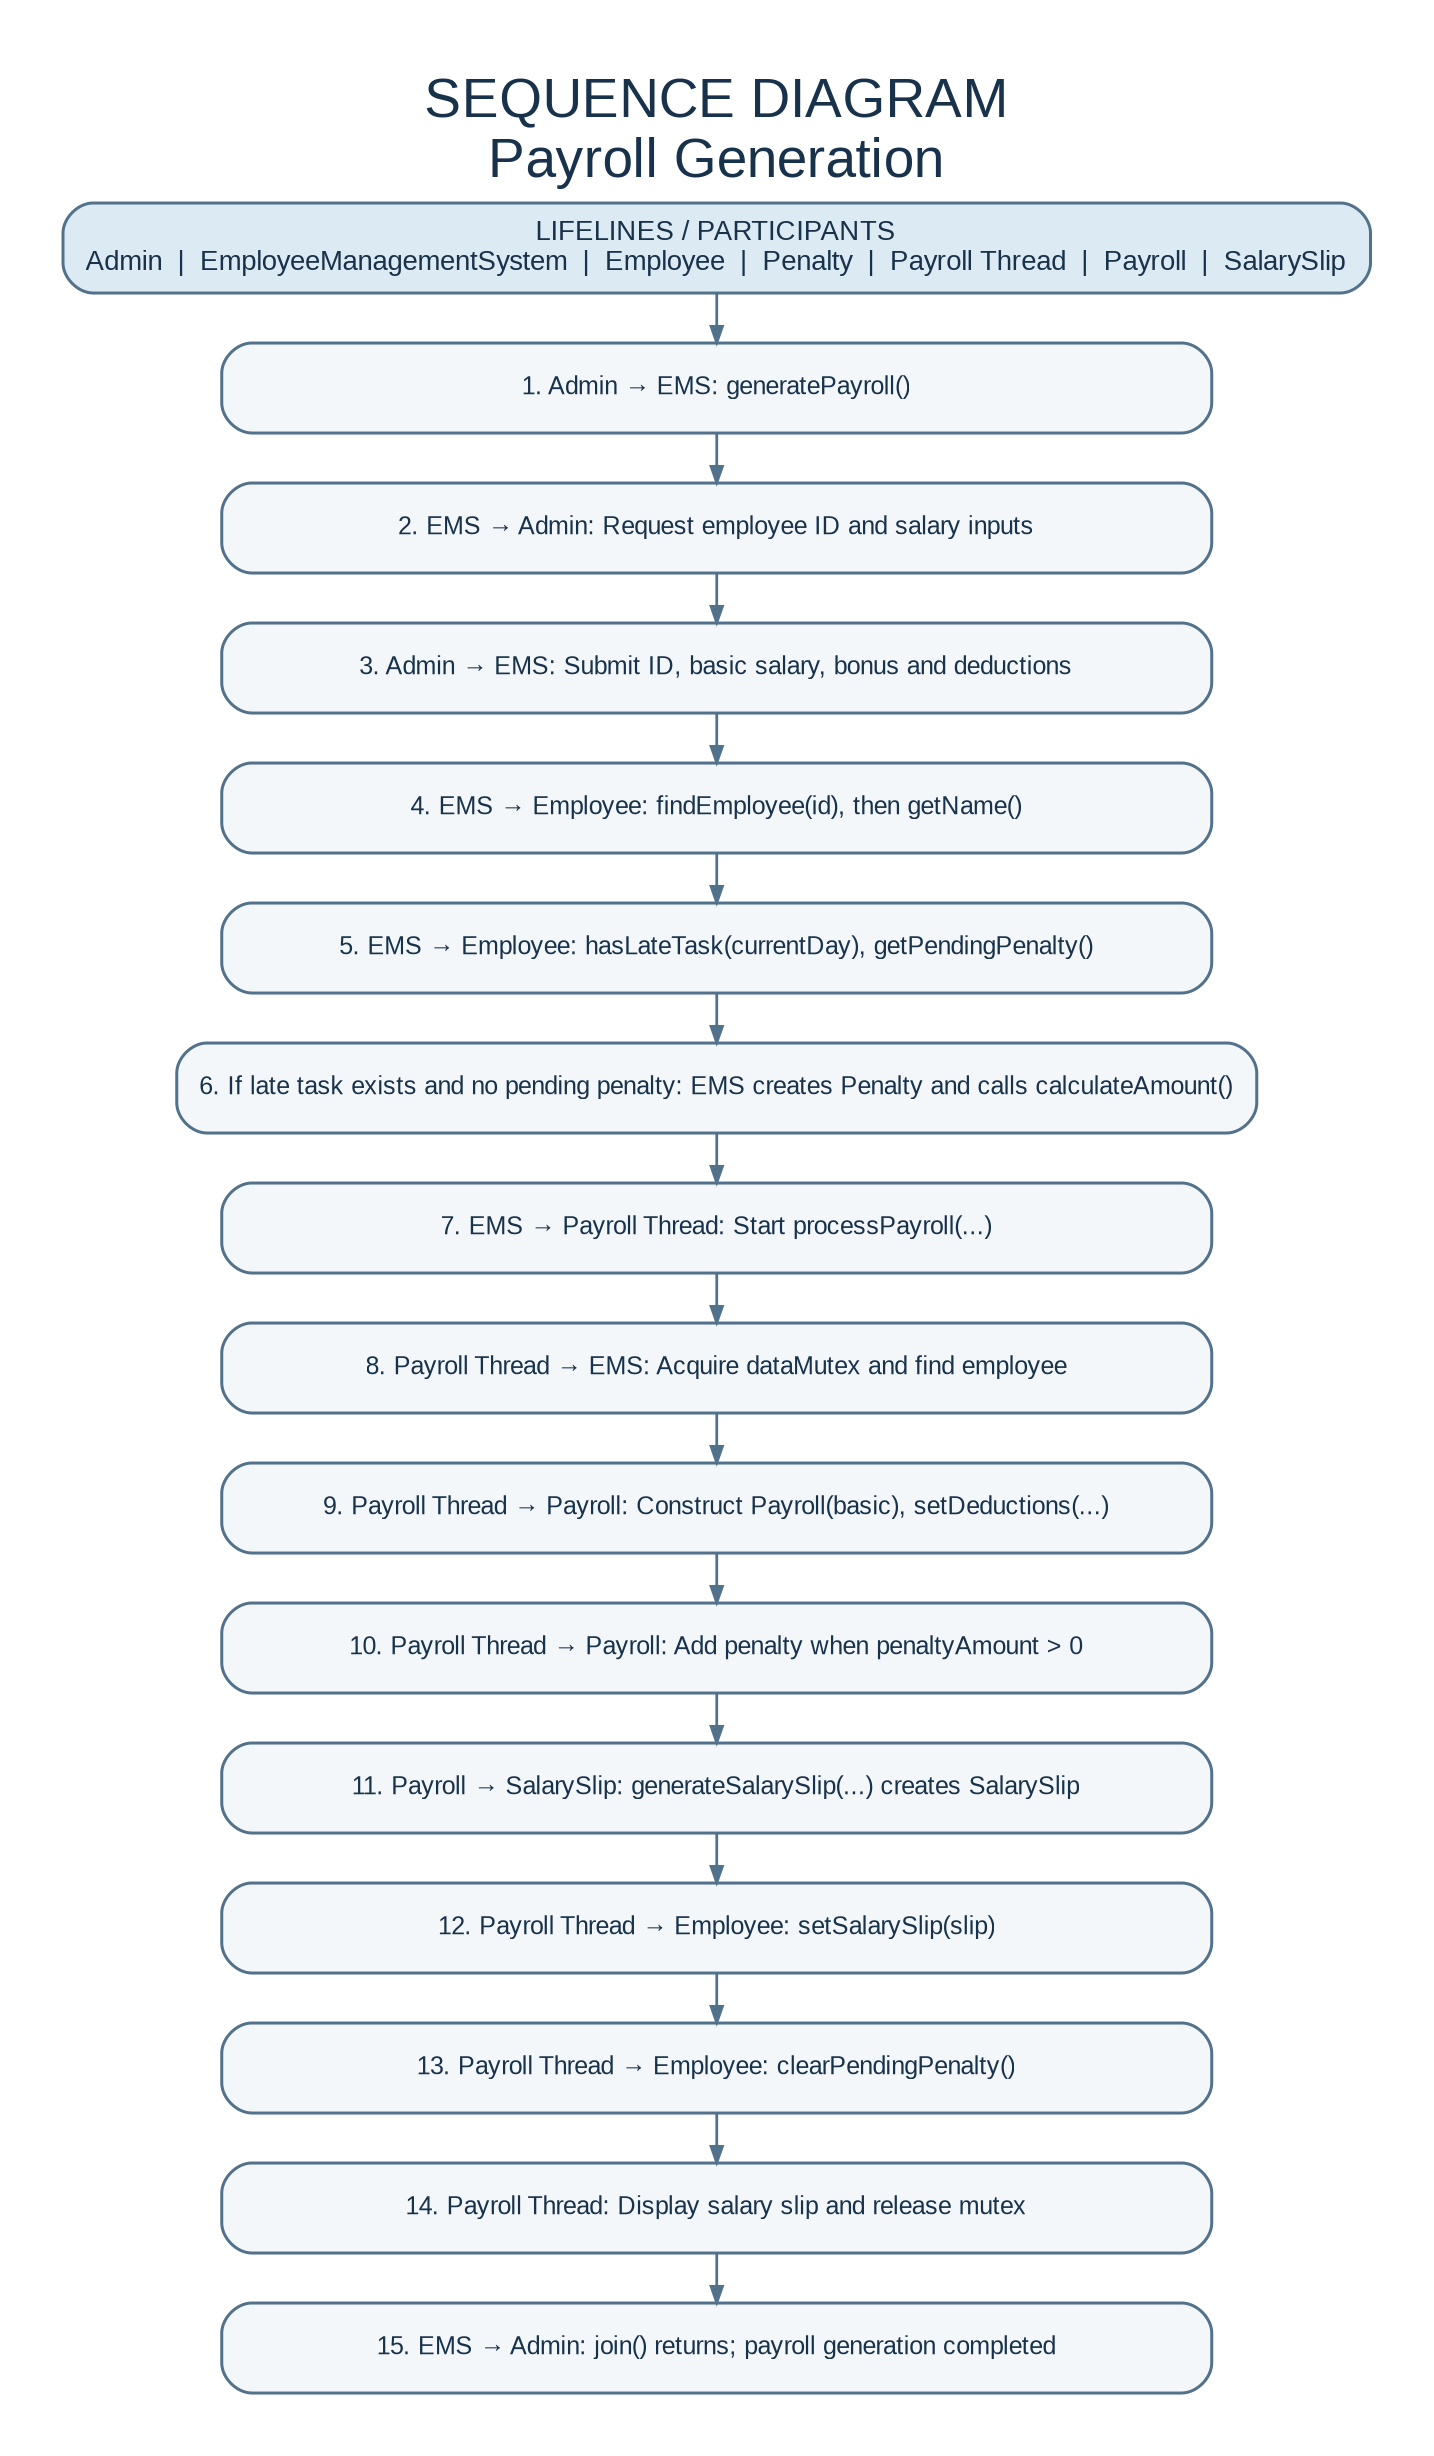 SEQUENCE DIAGRAM
Payroll Generation
LIFELINES / PARTICIPANTS
Admin | EmployeeManagementSystem | Employee | Penalty | Payroll Thread | Payroll | SalarySlip
1. Admin → EMS: generatePayroll()
2. EMS → Admin: Request employee ID and salary inputs
3. Admin → EMS: Submit ID, basic salary, bonus and deductions
4. EMS → Employee: findEmployee(id), then getName()
5. EMS → Employee: hasLateTask(currentDay), getPendingPenalty()
6. If late task exists and no pending penalty: EMS creates Penalty and calls calculateAmount()
7. EMS → Payroll Thread: Start processPayroll(...)
8. Payroll Thread → EMS: Acquire dataMutex and find employee
9. Payroll Thread → Payroll: Construct Payroll(basic), setDeductions(...)
10. Payroll Thread → Payroll: Add penalty when penaltyAmount > 0
11. Payroll → SalarySlip: generateSalarySlip(...) creates SalarySlip
12. Payroll Thread → Employee: setSalarySlip(slip)
13. Payroll Thread → Employee: clearPendingPenalty()
14. Payroll Thread: Display salary slip and release mutex
15. EMS → Admin: join() returns; payroll generation completed